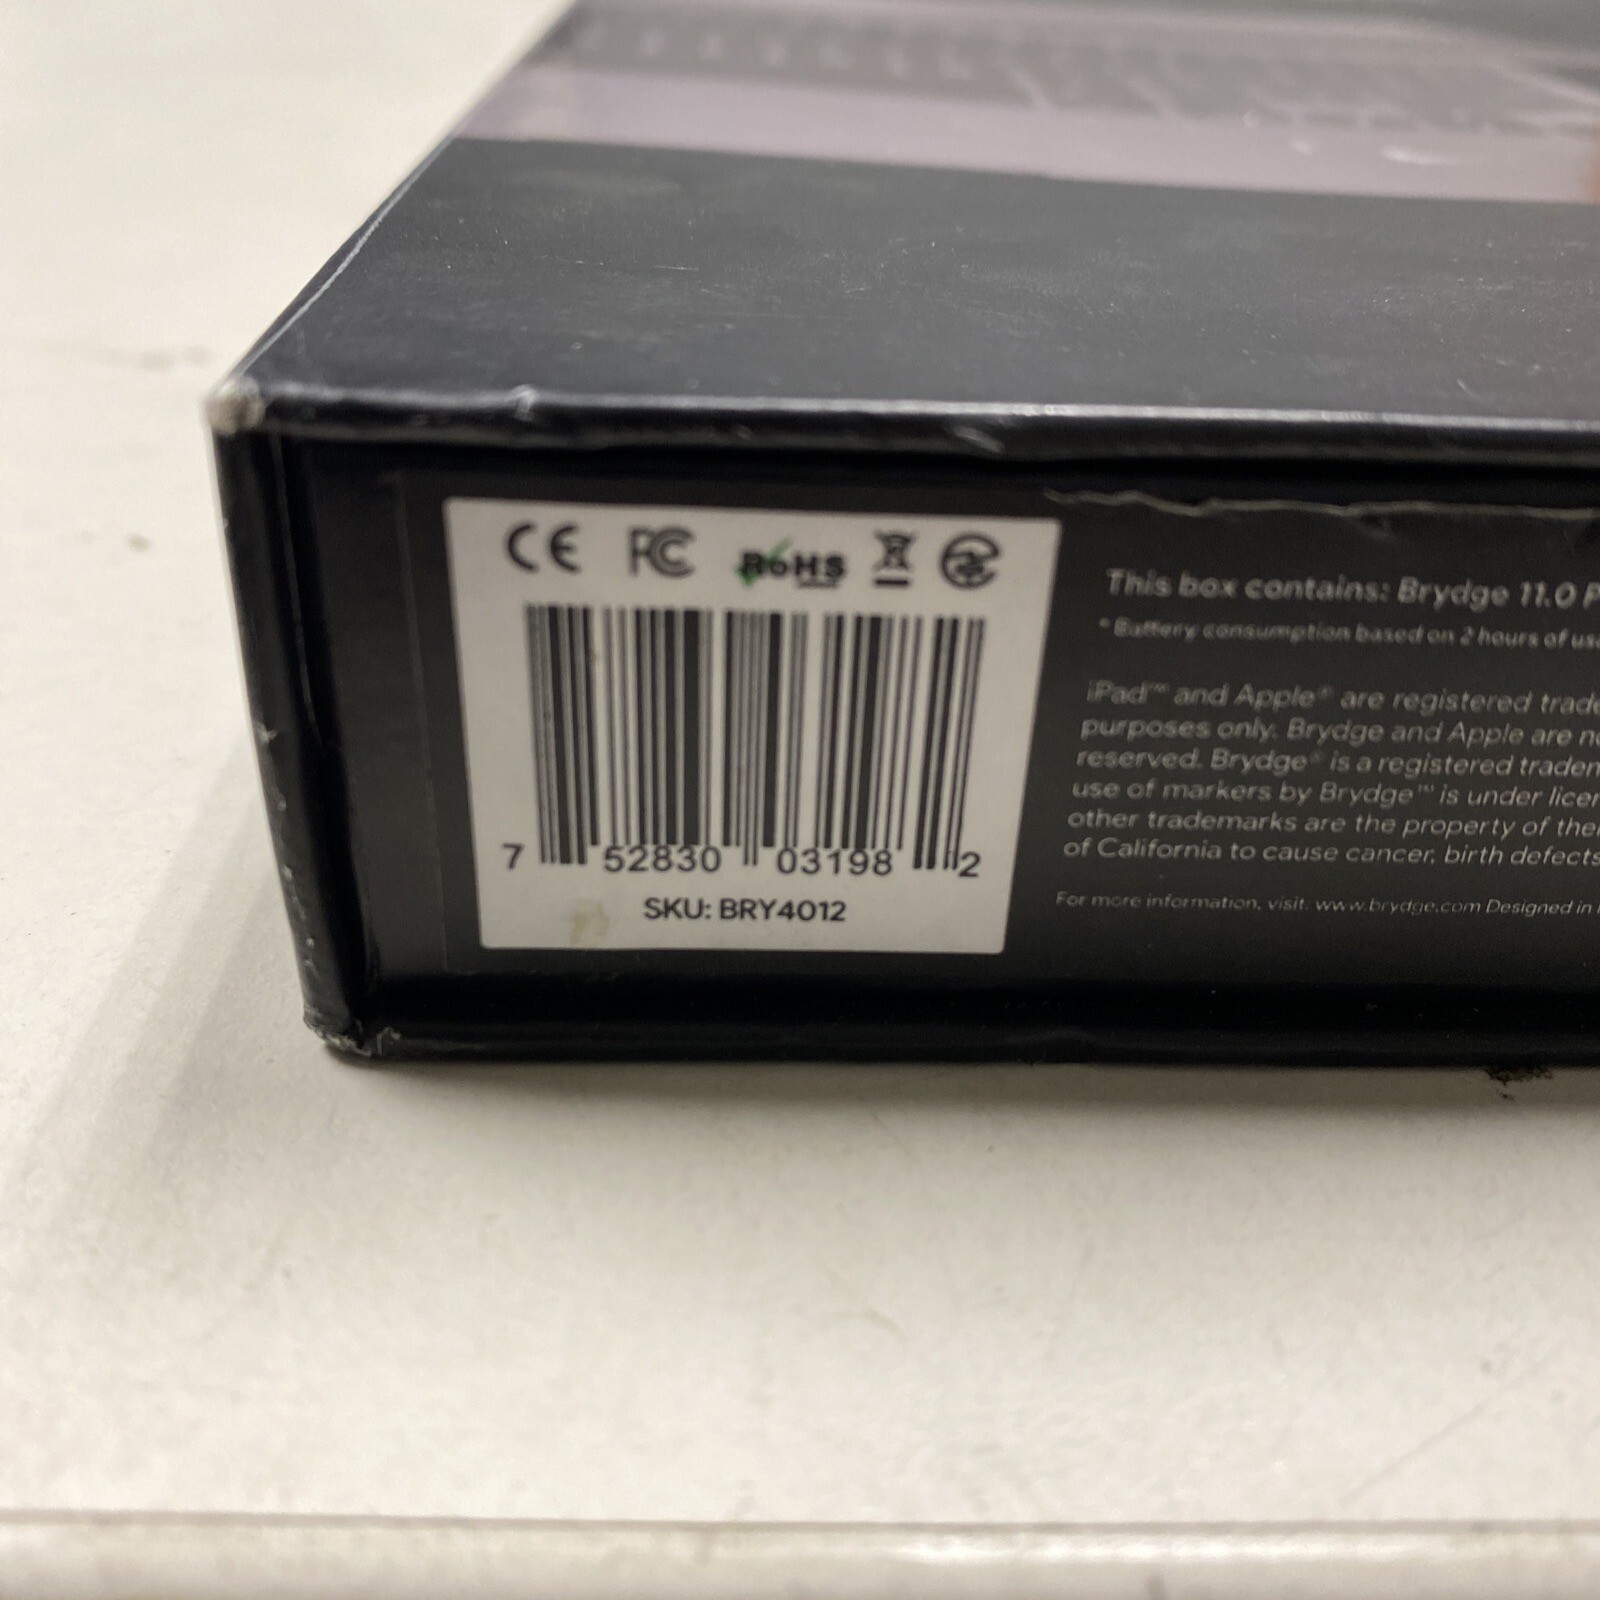 CE FC RoHS
7 52830 03198 2
SKU: BRY4012
This box contains: Brydge 11.0 P
* Battery consumption based on 2 hours of usa
iPad™ and Apple® are registered trade
purposes only. Brydge and Apple are no
reserved. Brydge® is a registered tradem
use of markers by Brydge™ is under licen
other trademarks are the property of thei
of California to cause cancer, birth defects
For more information, visit: www.brydge.com Designed in